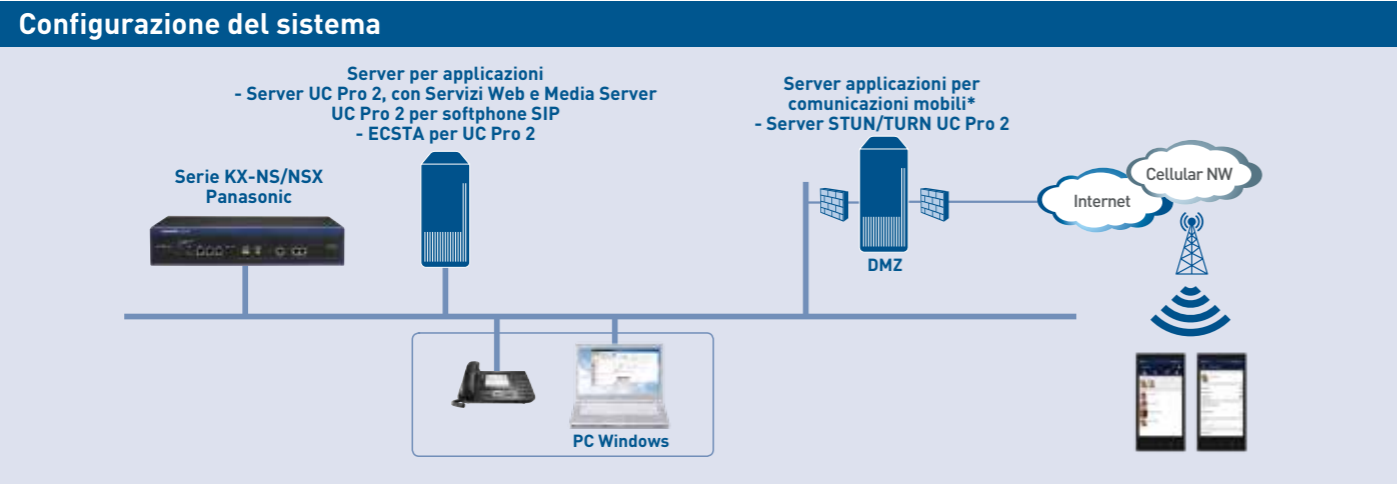 Configurazione del sistema
Server per applicazioni
- Server UC Pro 2, con Servizi Web e Media Server
UC Pro 2 per softphone SIP
- ECSTA per UC Pro 2
Server applicazioni per
comunicazioni mobili*
- Server STUN/TURN UC Pro 2
Serie KX-NS/NSX
Panasonic
Cellular NW
Internet
DMZ
PC Windows